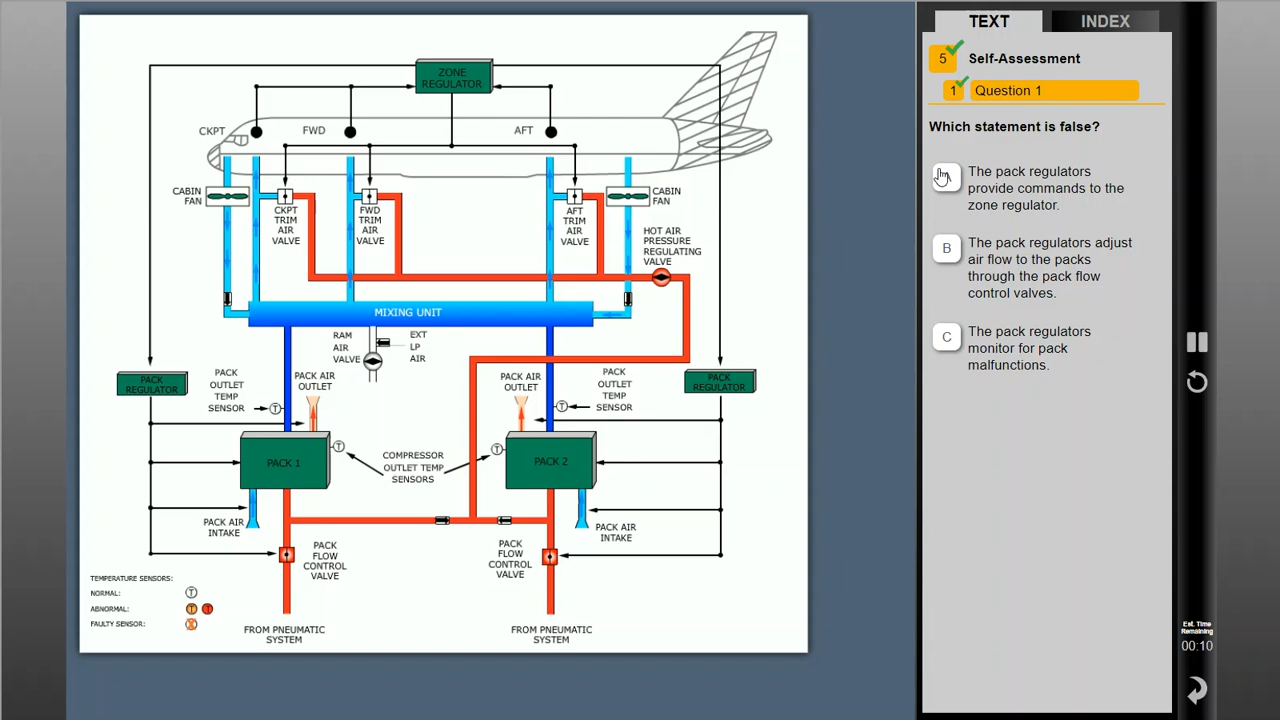 TEXT
INDEX
5
Self-Assessment
1
Question 1
Which statement is false?
The pack regulators
provide commands to the
zone regulator.
B
The pack regulators adjust
air flow to the packs
through the pack flow
control valves.
C
The pack regulators
monitor for pack
malfunctions.
Est. Time
Remaining
00:10
ZONE
REGULATOR
CKPT
FWD
AFT
CABIN
FAN
CKPT
TRIM
AIR
VALVE
FWD
TRIM
AIR
VALVE
AFT
TRIM
AIR
VALVE
CABIN
FAN
HOT AIR
PRESSURE
REGULATING
VALVE
MIXING UNIT
RAM
AIR
VALVE
EXT
LP
AIR
PACK
REGULATOR
PACK
OUTLET
TEMP
SENSOR
T
PACK AIR
OUTLET
PACK AIR
OUTLET
T
PACK
OUTLET
TEMP
SENSOR
PACK
REGULATOR
PACK 1
T
COMPRESSOR
OUTLET TEMP
SENSORS
T
PACK 2
PACK AIR
INTAKE
PACK AIR
INTAKE
PACK
FLOW
CONTROL
VALVE
PACK
FLOW
CONTROL
VALVE
TEMPERATURE SENSORS:
NORMAL: T
ABNORMAL: T T
FAULTY SENSOR:
FROM PNEUMATIC
SYSTEM
FROM PNEUMATIC
SYSTEM